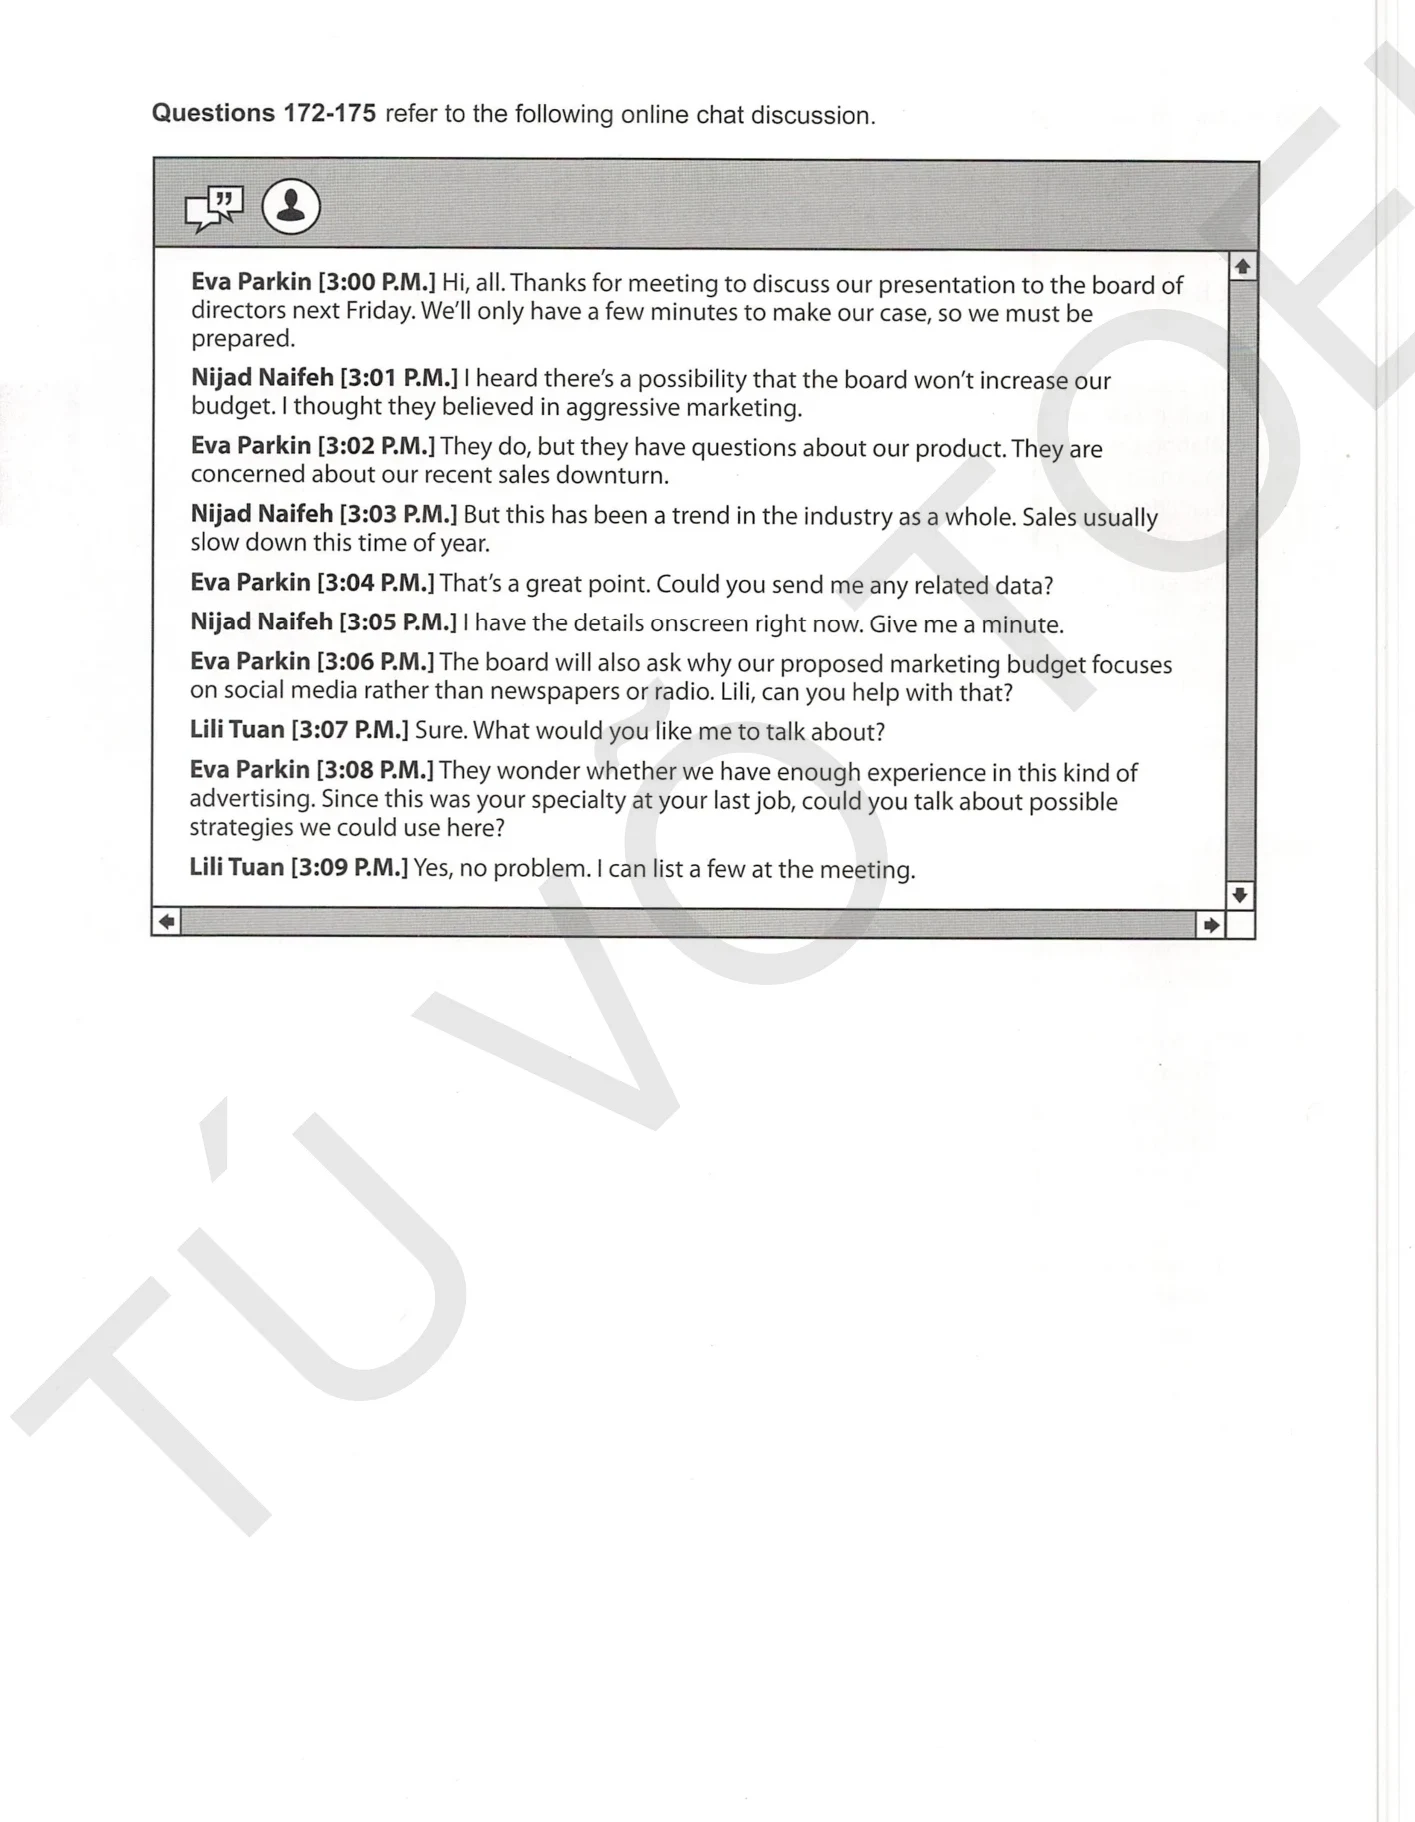 Questions 172-175 refer to the following online chat discussion.
Eva Parkin [3:00 P.M.] Hi, all. Thanks for meeting to discuss our presentation to the board of
directors next Friday. We'll only have a few minutes to make our case, so we must be
prepared.
Nijad Naifeh [3:01 P.M.] I heard there's a possibility that the board won't increase our
budget. I thought they believed in aggressive marketing.
Eva Parkin [3:02 P.M.] They do, but they have questions about our product. They are
concerned about our recent sales downturn.
Nijad Naifeh [3:03 P.M.] But this has been a trend in the industry as a whole. Sales usually
slow down this time of year.
Eva Parkin [3:04 P.M.] That's a great point. Could you send me any related data?
Nijad Naifeh [3:05 P.M.] I have the details onscreen right now. Give me a minute.
Eva Parkin [3:06 P.M.] The board will also ask why our proposed marketing budget focuses
on social media rather than newspapers or radio. Lili, can you help with that?
Lili Tuan [3:07 P.M.] Sure. What would you like me to talk about?
Eva Parkin [3:08 P.M.] They wonder whether we have enough experience in this kind of
advertising. Since this was your specialty at your last job, could you talk about possible
strategies we could use here?
Lili Tuan [3:09 P.M.] Yes, no problem. I can list a few at the meeting.
TÚ VÕ TOE